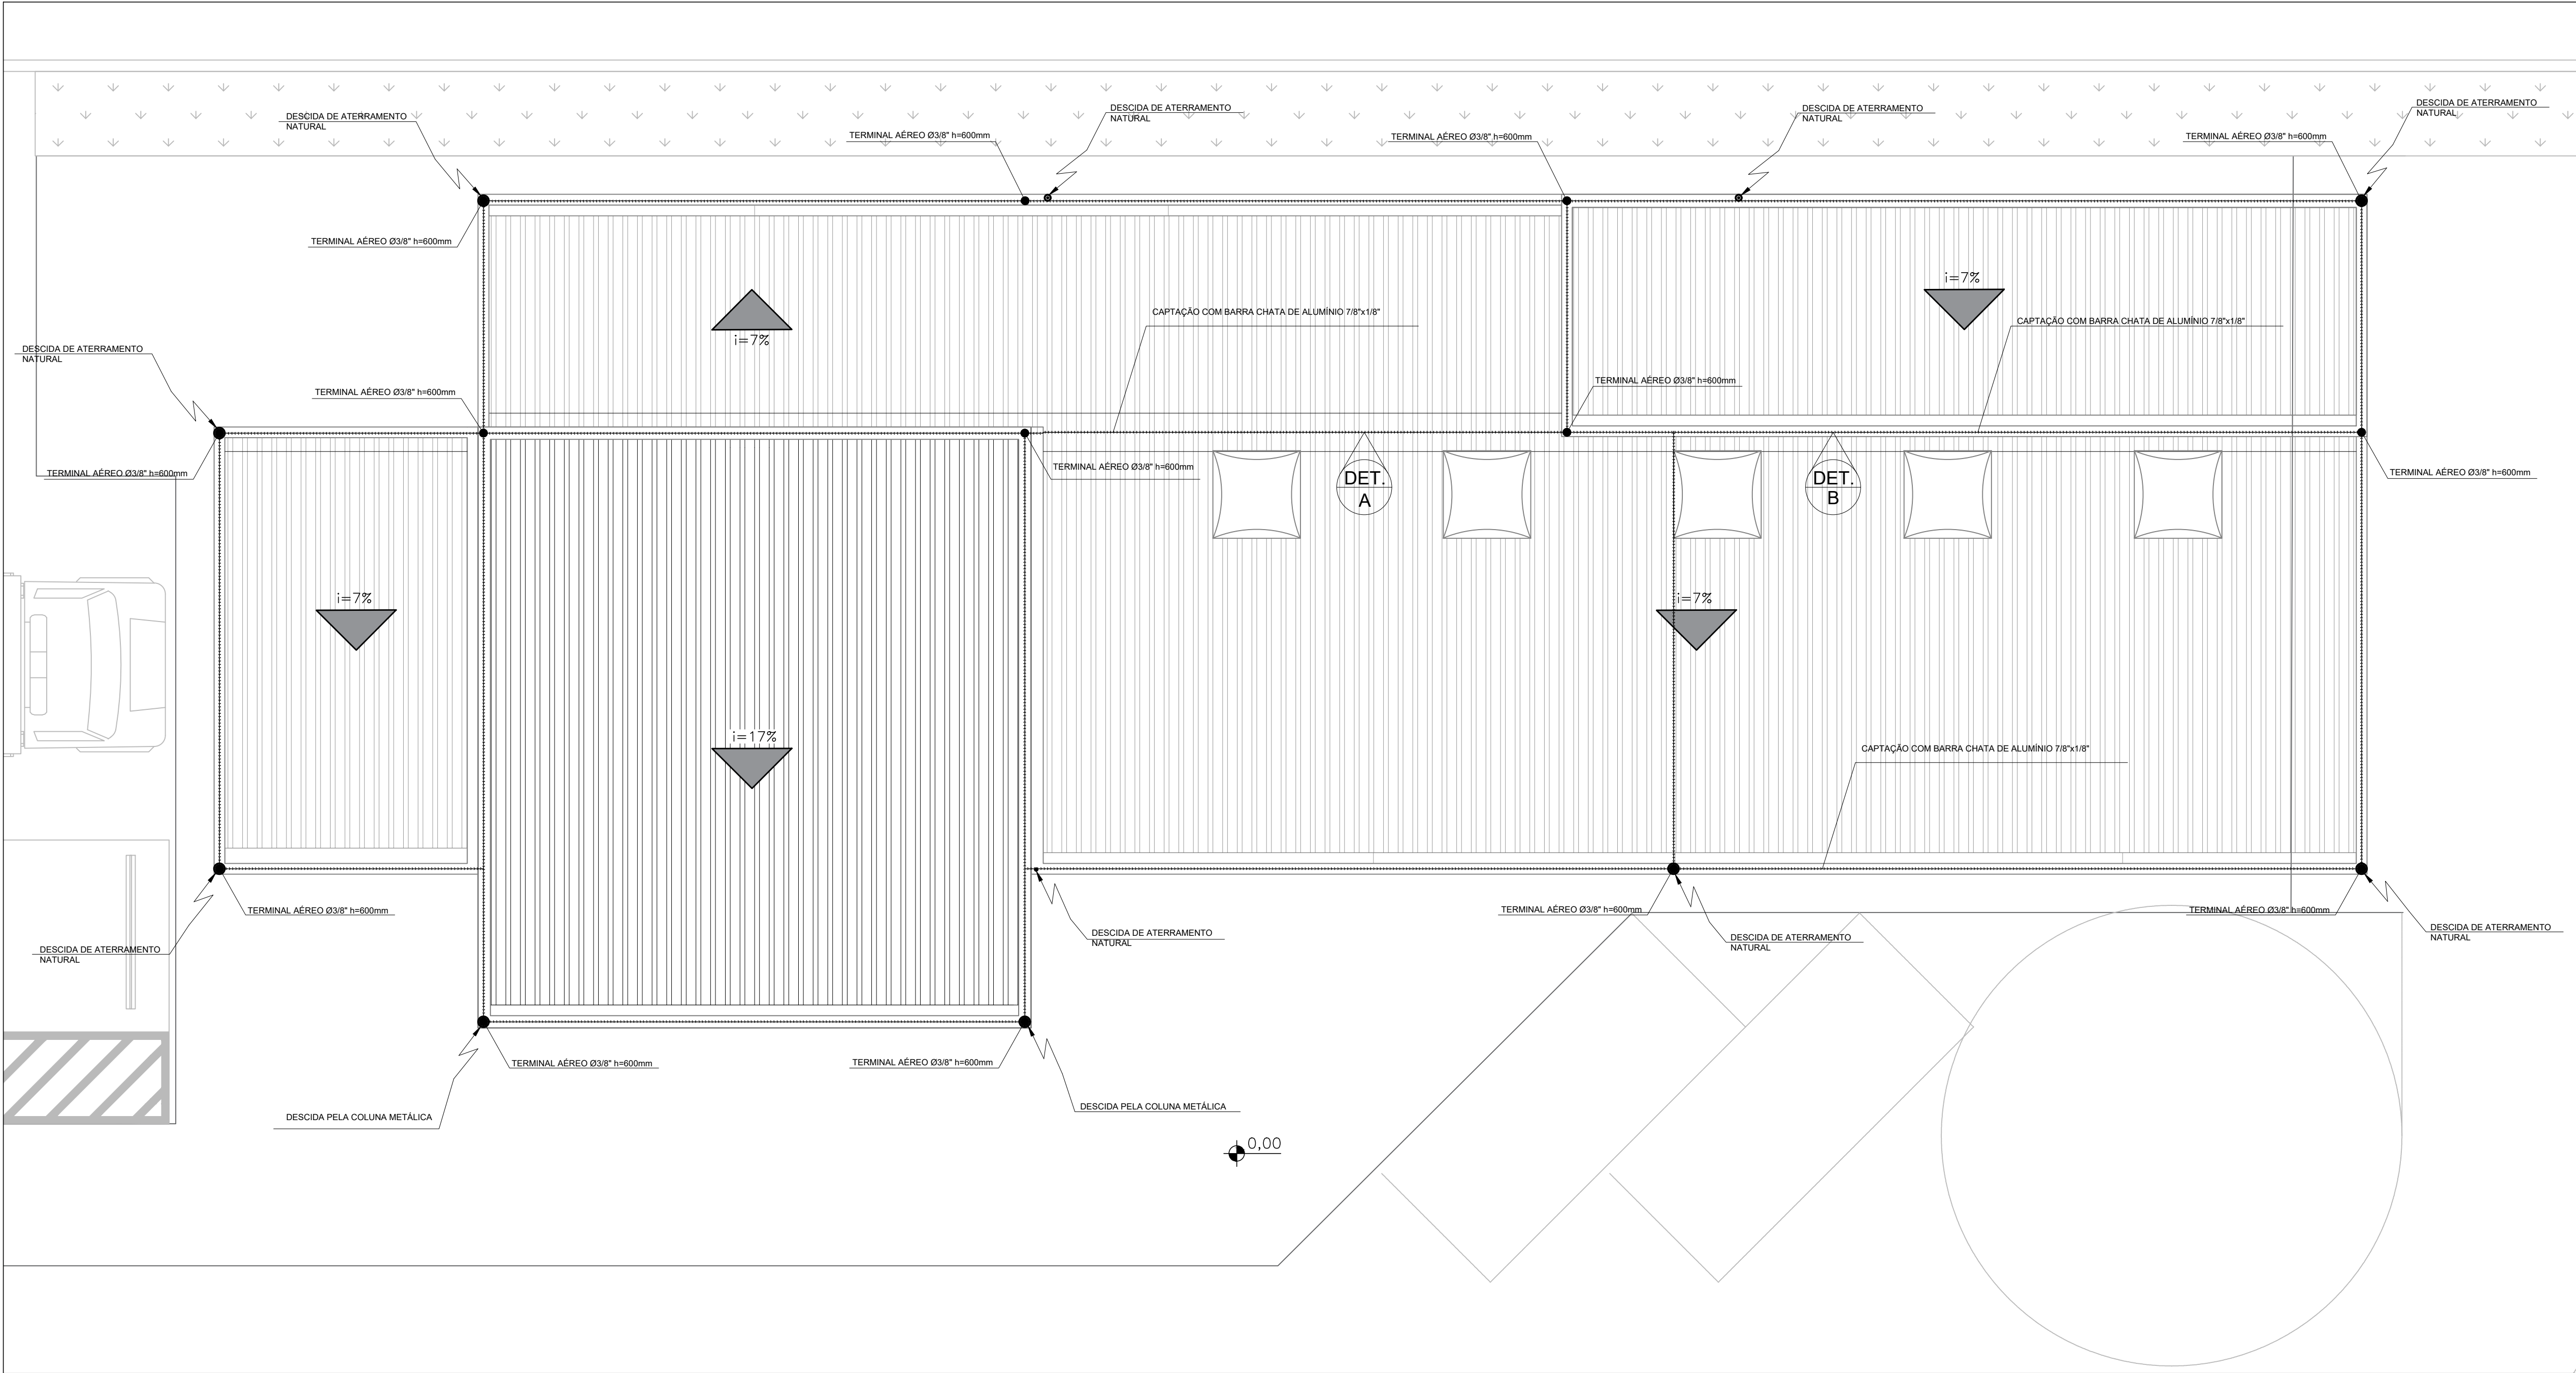 DESCIDA DE ATERRAMENTO
NATURAL
DESCIDA DE ATERRAMENTO
NATURAL
DESCIDA DE ATERRAMENTO
NATURAL
DESCIDA DE ATERRAMENTO
NATURAL
TERMINAL AÉREO Ø3/8" h=600mm
TERMINAL AÉREO Ø3/8" h=600mm
TERMINAL AÉREO Ø3/8" h=600mm
TERMINAL AÉREO Ø3/8" h=600mm
i=7%
i=7%
CAPTAÇÃO COM BARRA CHATA DE ALUMÍNIO 7/8"x1/8"
CAPTAÇÃO COM BARRA CHATA DE ALUMÍNIO 7/8"x1/8"
DESCIDA DE ATERRAMENTO
NATURAL
TERMINAL AÉREO Ø3/8" h=600mm
TERMINAL AÉREO Ø3/8" h=600mm
TERMINAL AÉREO Ø3/8" h=600mm
TERMINAL AÉREO Ø3/8" h=600mm
TERMINAL AÉREO Ø3/8" h=600mm
DET.
A
DET.
B
i=7%
i=7%
i=17%
CAPTAÇÃO COM BARRA CHATA DE ALUMÍNIO 7/8"x1/8"
TERMINAL AÉREO Ø3/8" h=600mm
TERMINAL AÉREO Ø3/8" h=600mm
TERMINAL AÉREO Ø3/8" h=600mm
DESCIDA DE ATERRAMENTO
NATURAL
DESCIDA DE ATERRAMENTO
NATURAL
DESCIDA DE ATERRAMENTO
NATURAL
DESCIDA DE ATERRAMENTO
NATURAL
TERMINAL AÉREO Ø3/8" h=600mm
TERMINAL AÉREO Ø3/8" h=600mm
DESCIDA PELA COLUNA METÁLICA
DESCIDA PELA COLUNA METÁLICA
0,00